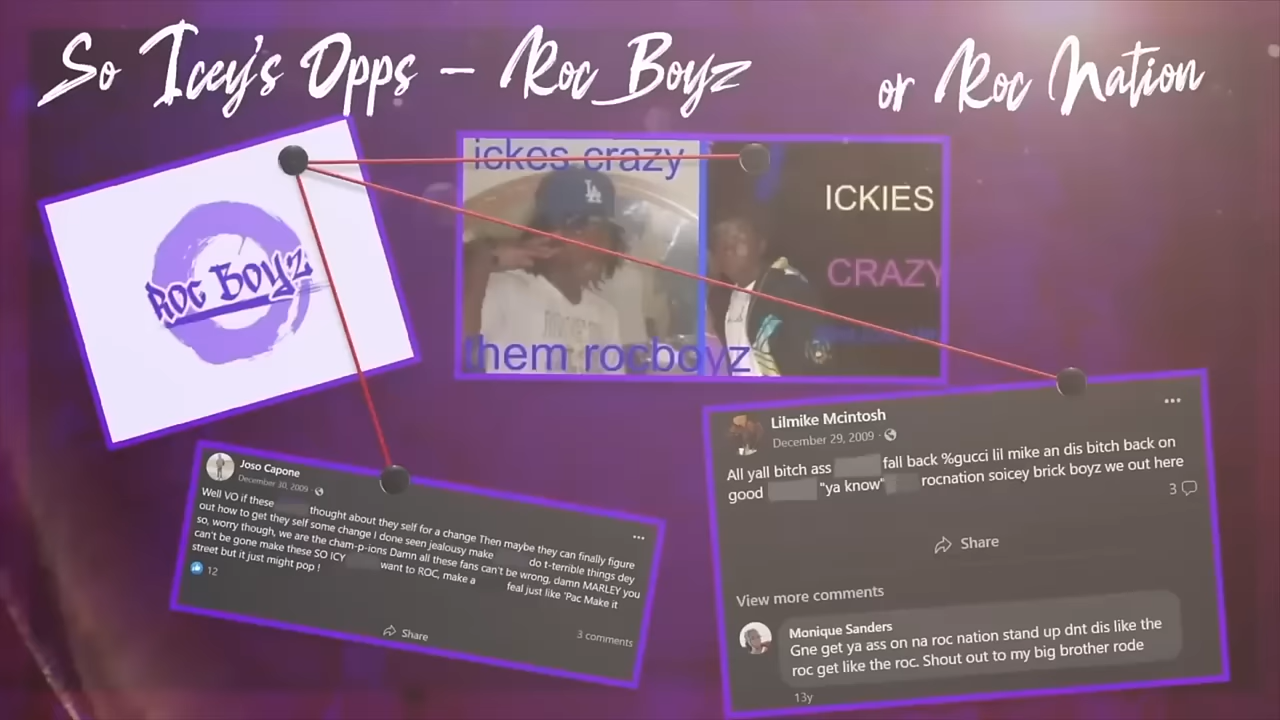 So Icey's Opps – Roc Boyz or Roc Nation
Roc Boyz
ickes crazy
LA
them rocboyz
ICKIES
CRAZY
Joso Capone
December 30, 2009
Well VO if these thought about they self for a change Then maybe they can finally figure
out how to get they self some change I done seen jealousy make do t-terrible things dey
so, worry though, we are the cham-p-ions Damn all these fans can't be wrong, damn MARLEY you
can't be gone make these SO ICY want to ROC, make a feal just like 'Pac Make it
street but it just might pop !
12
3 comments
Share
Lilmike Mcintosh
December 29, 2009
All yall bitch ass fall back %gucci lil mike an dis bitch back on
good "ya know" rocnation soicey brick boyz we out here
3
Share
View more comments
Monique Sanders
Gne get ya ass on na roc nation stand up dnt dis like the
roc get like the roc. Shout out to my big brother rode
13y